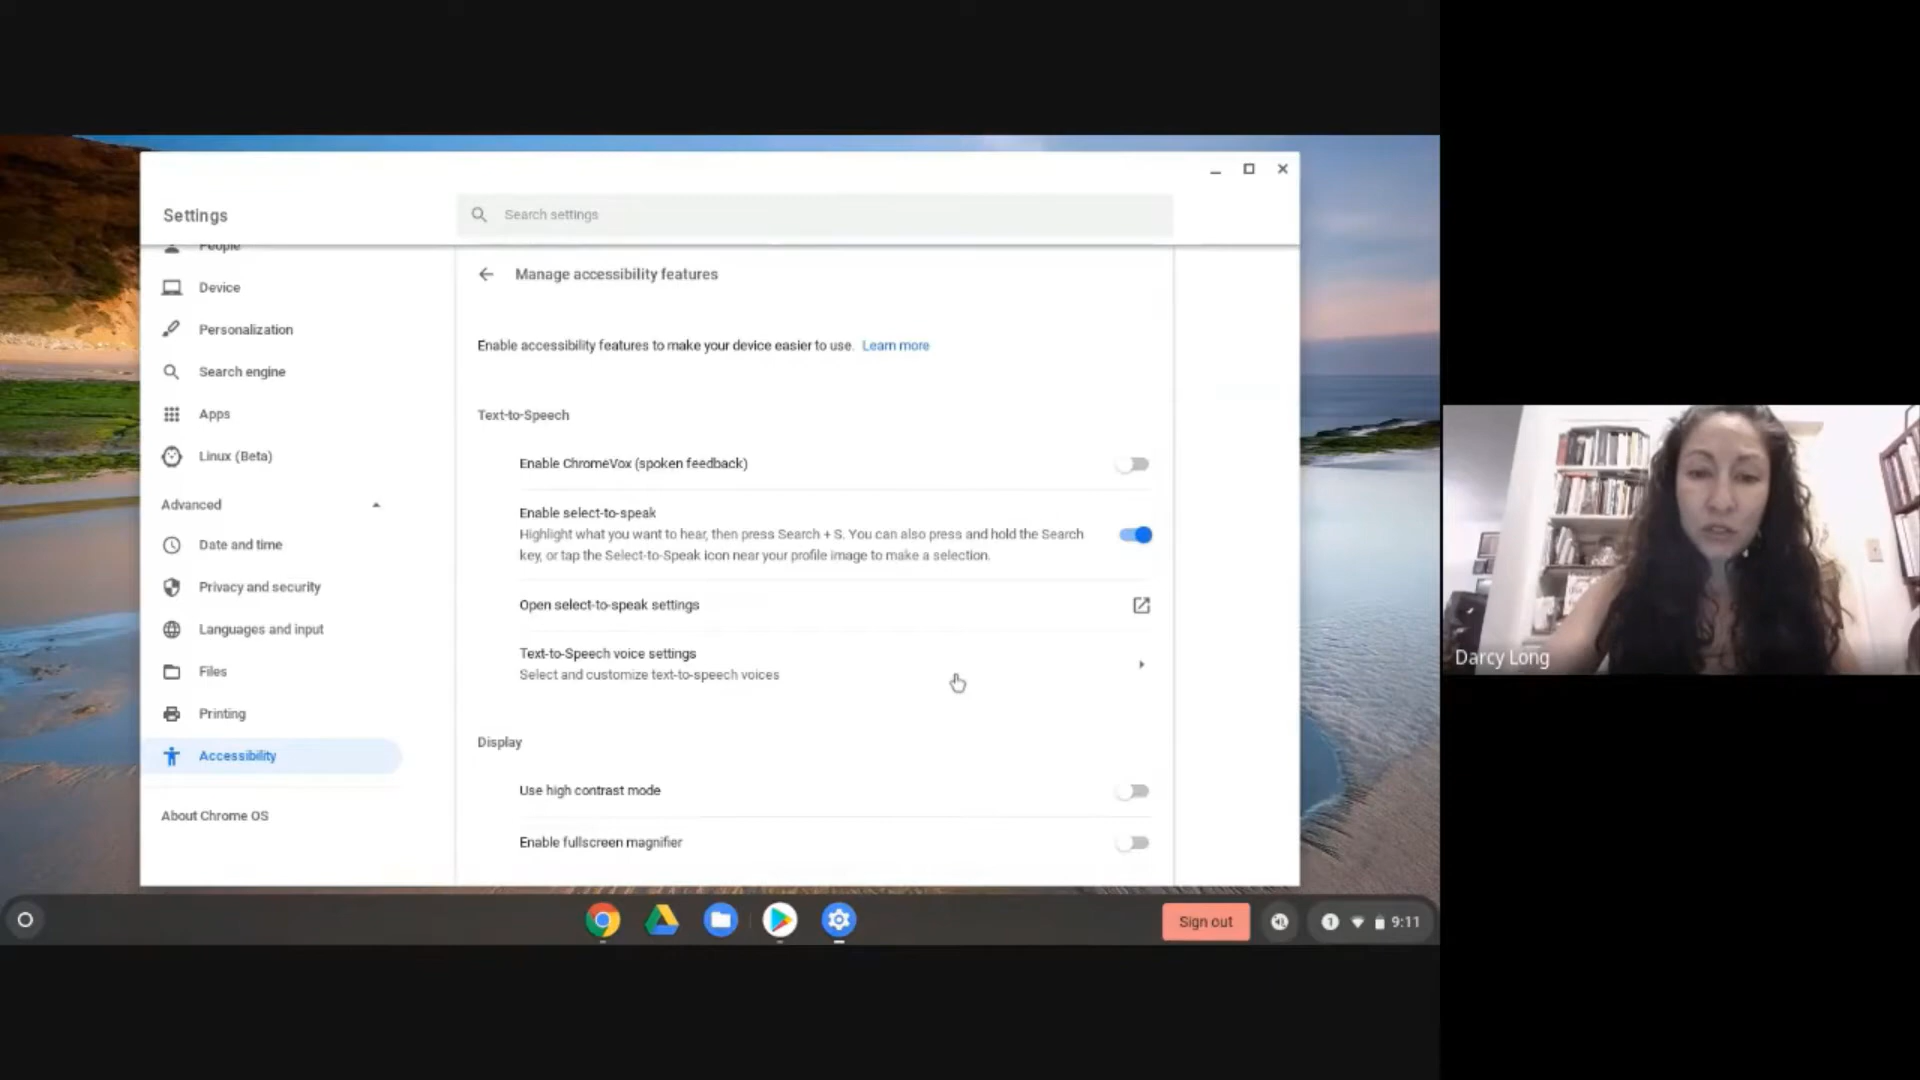 Settings
Search settings
People
Device
Personalization
Search engine
Apps
Linux (Beta)
Advanced
Date and time
Privacy and security
Languages and input
Files
Printing
Accessibility
About Chrome OS
Manage accessibility features
Enable accessibility features to make your device easier to use. Learn more
Text-to-Speech
Enable ChromeVox (spoken feedback)
Enable select-to-speak
Highlight what you want to hear, then press Search + S. You can also press and hold the Search
key, or tap the Select-to-Speak icon near your profile image to make a selection.
Open select-to-speak settings
Text-to-Speech voice settings
Select and customize text-to-speech voices
Display
Use high contrast mode
Enable fullscreen magnifier
Sign out
1
9:11
Darcy Long